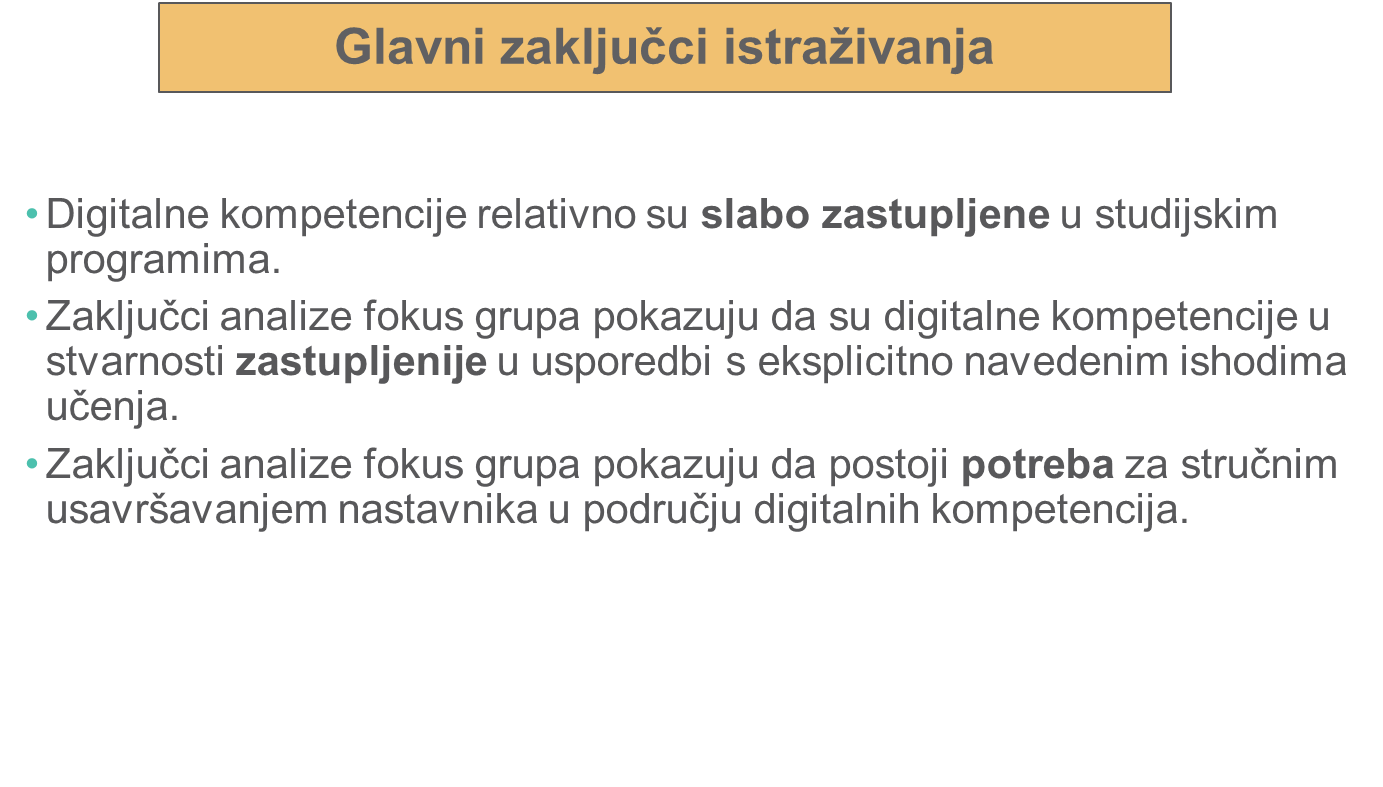 Glavni zaključci istraživanja
• Digitalne kompetencije relativno su slabo zastupljene u studijskim
programima.
• Zaključci analize fokus grupa pokazuju da su digitalne kompetencije u
stvarnosti zastupljenije u usporedbi s eksplicitno navedenim ishodima
učenja.
• Zaključci analize fokus grupa pokazuju da postoji potreba za stručnim
usavršavanjem nastavnika u području digitalnih kompetencija.